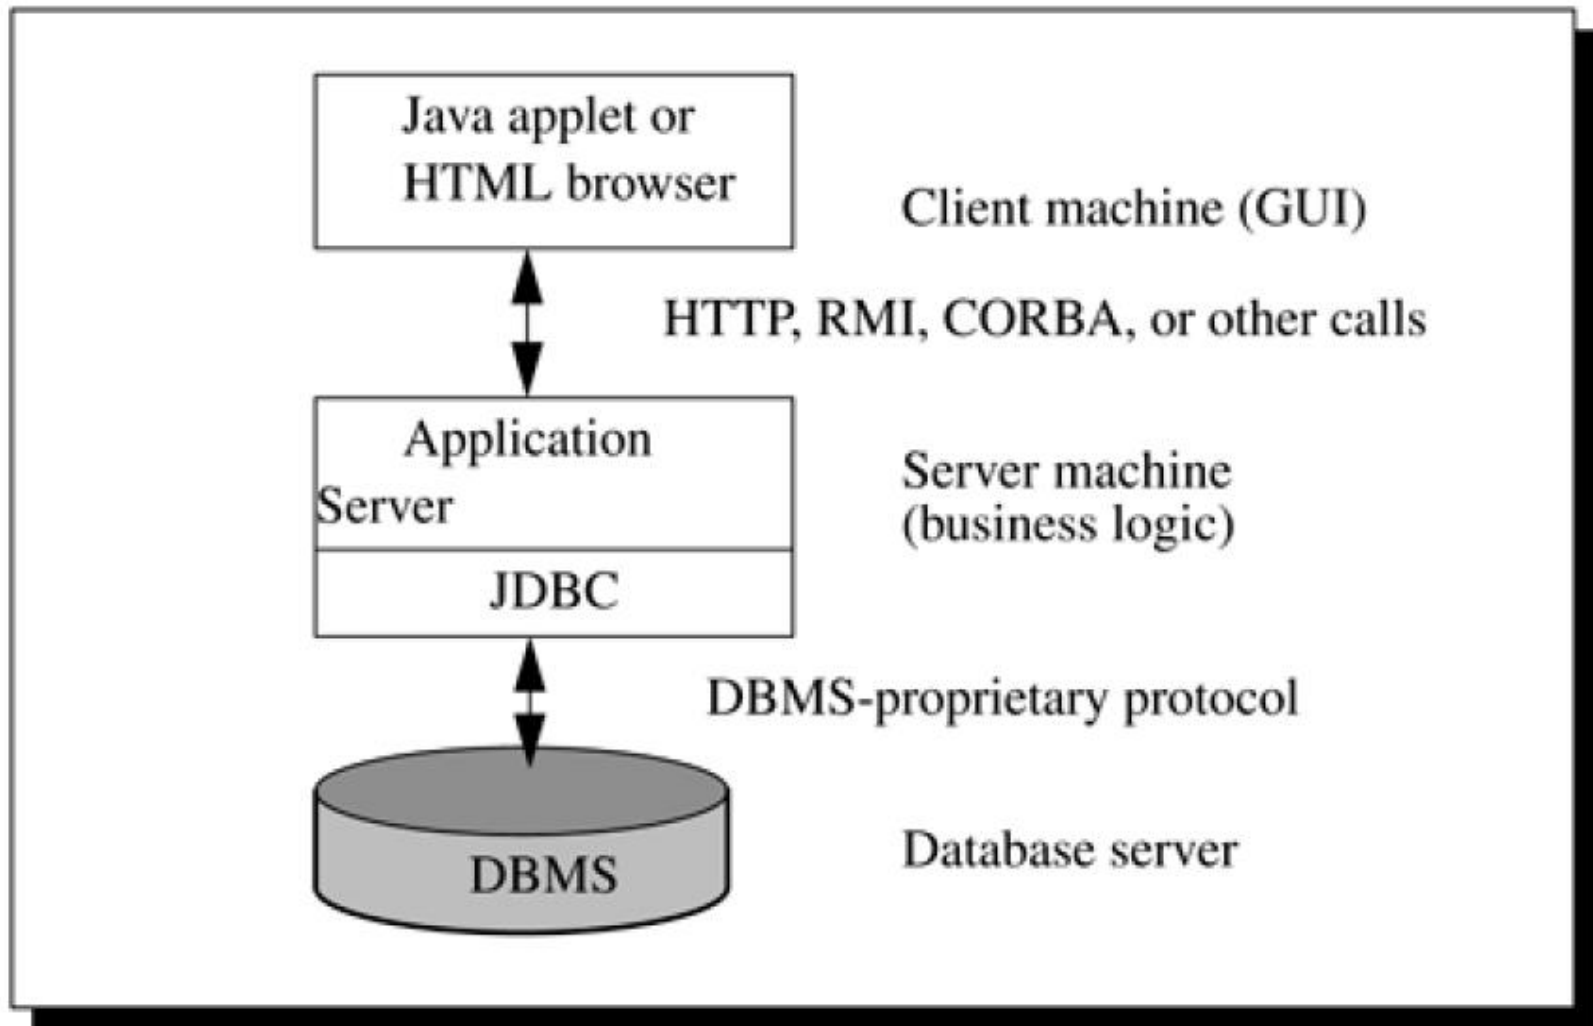 Java applet or
HTML browser
Client machine (GUI)
HTTP, RMI, CORBA, or other calls
Application
Server
Server machine
(business logic)
JDBC
DBMS-proprietary protocol
DBMS
Database server